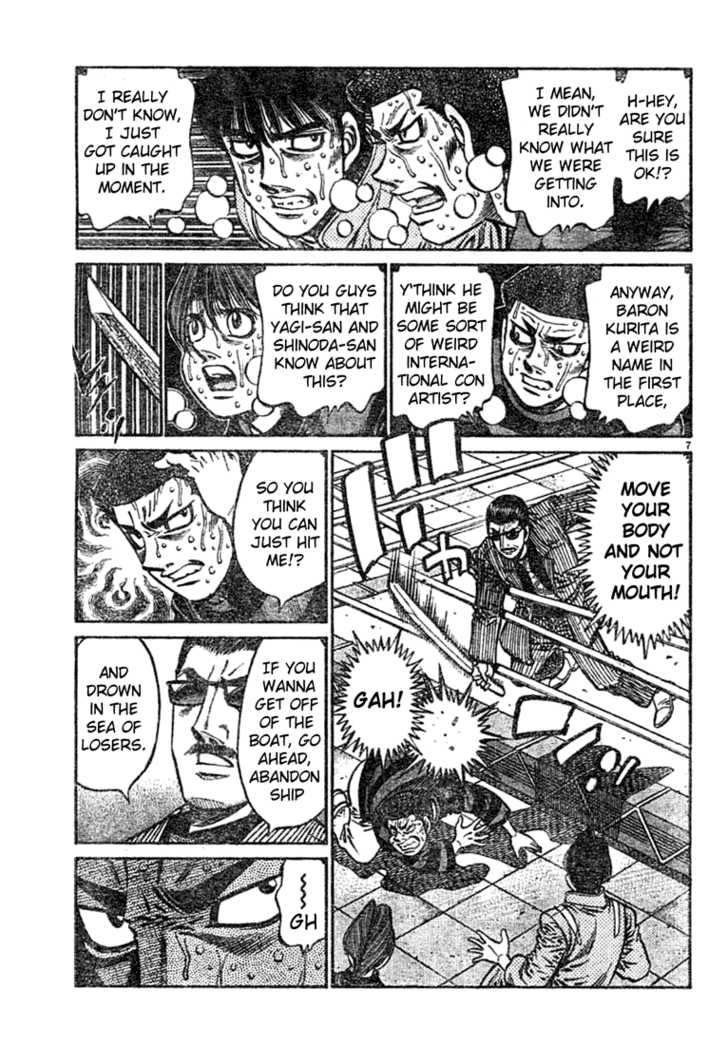 H-HEY,
ARE YOU
SURE
THIS IS
OK!?
I MEAN,
WE DIDN'T
REALLY
KNOW WHAT
WE WERE
GETTING
INTO.
I REALLY
DON'T KNOW,
I JUST
GOT CAUGHT
UP IN THE
MOMENT.
ANYWAY,
BARON
KURITA IS
A WEIRD
NAME IN
THE FIRST
PLACE,
Y'THINK HE
MIGHT BE
SOME SORT
OF WEIRD
INTERNA-
TIONAL CON
ARTIST?
DO YOU GUYS
THINK THAT
YAGI-SAN AND
SHINODA-SAN
KNOW ABOUT
THIS?
7
MOVE
YOUR
BODY
AND NOT
YOUR
MOUTH!
GAH!
SO YOU
THINK
YOU CAN
JUST HIT
ME!?
IF YOU
WANNA
GET OFF
OF THE
BOAT, GO
AHEAD,
ABANDON
SHIP
AND
DROWN
IN THE
SEA OF
LOSERS.
GH